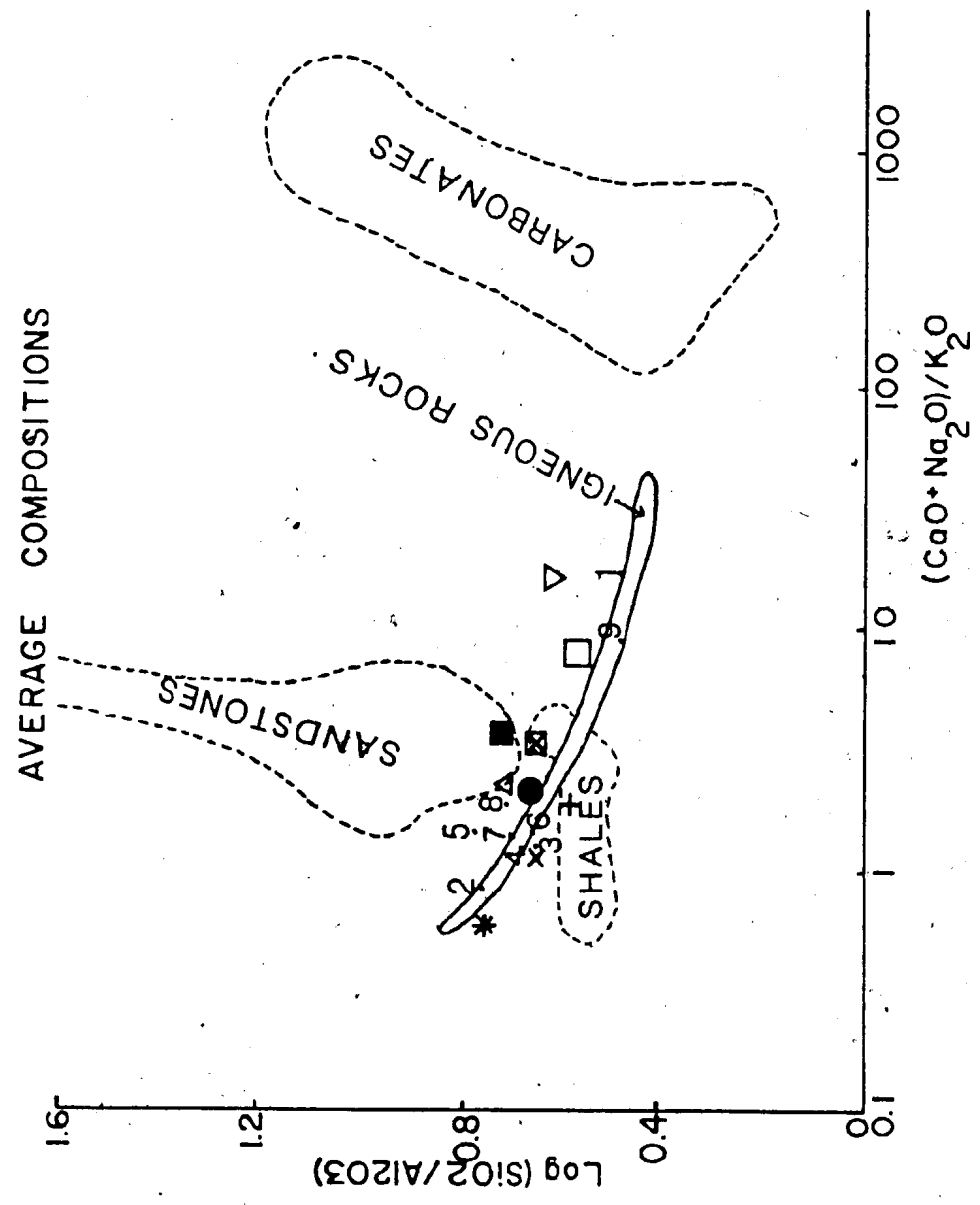 AVERAGE COMPOSITIONS
1.6
1.2
0.8
0.4
0.
Log (SiO2/Al2O3)
SANDSTONES
CARBONATES
IGNEOUS ROCKS
SHALES
1
2
3
4
5
6
7
8
9
0.1
1
10
100
1000
(CaO+Na2O)/K2O